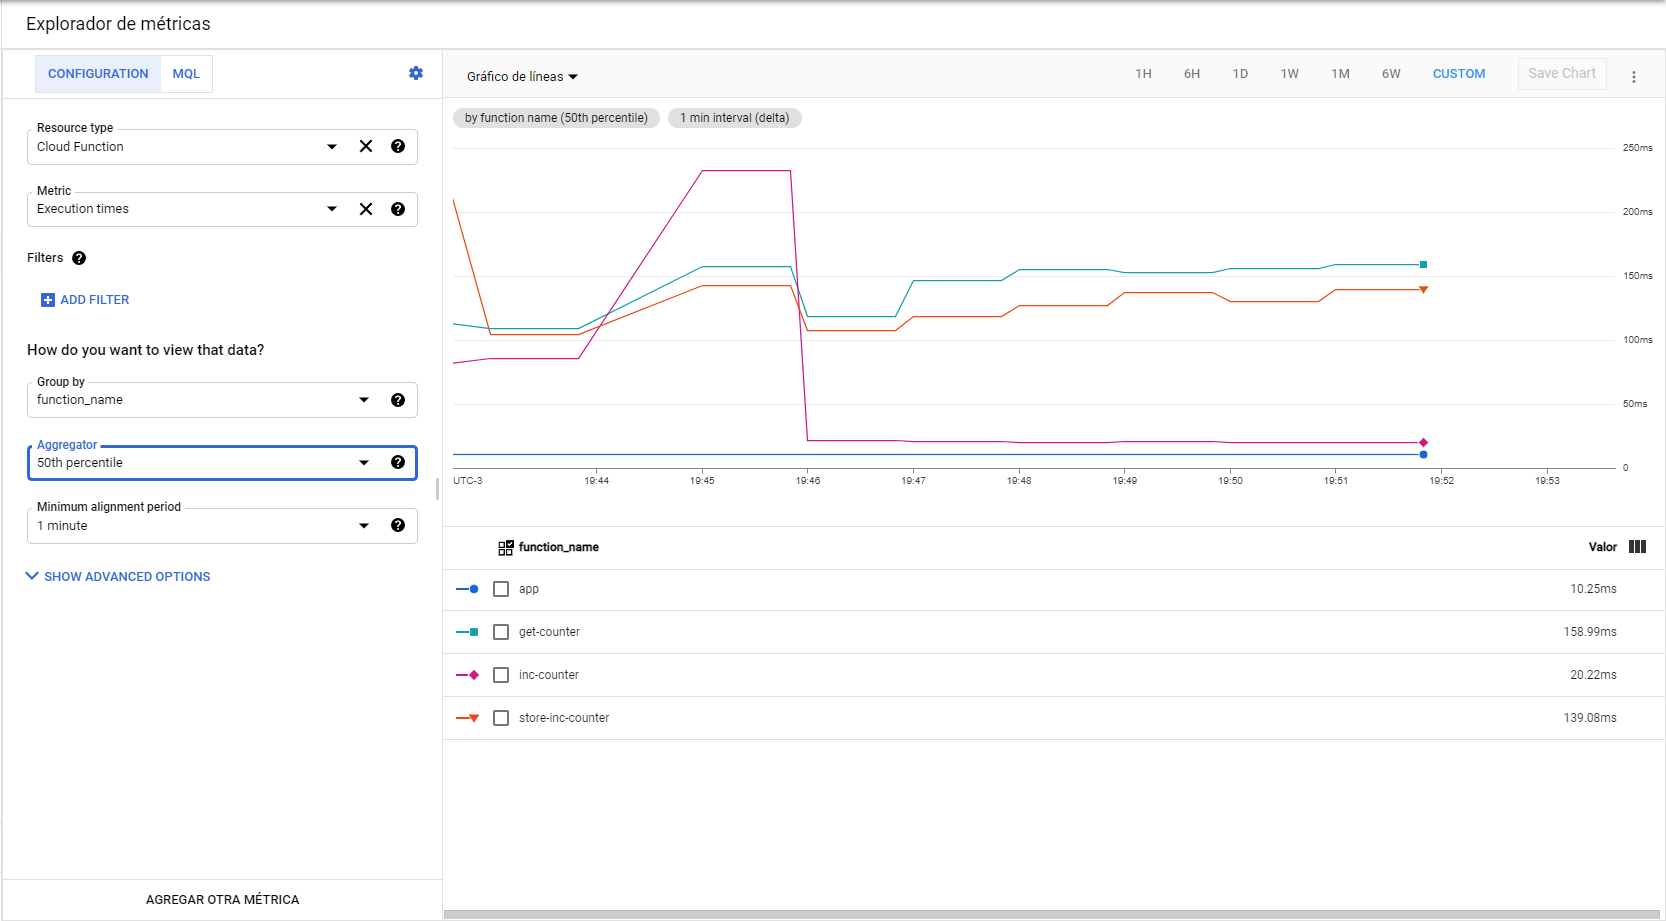 Explorador de métricas
CONFIGURATION
MQL
Resource type
Cloud Function
Metric
Execution times
Filters
ADD FILTER
How do you want to view that data?
Group by
function_name
Aggregator
50th percentile
Minimum alignment period
1 minute
SHOW ADVANCED OPTIONS
AGREGAR OTRA MÉTRICA
Gráfico de líneas
1H 6H 1D 1W 1M 6W CUSTOM Save Chart
by function name (50th percentile) 1 min interval (delta)
250ms
200ms
150ms
100ms
50ms
0
UTC-3 19:44 19:45 19:46 19:47 19:48 19:49 19:50 19:51 19:52 19:53
function_name Valor
app 10.25ms
get-counter 158.99ms
inc-counter 20.22ms
store-inc-counter 139.08ms